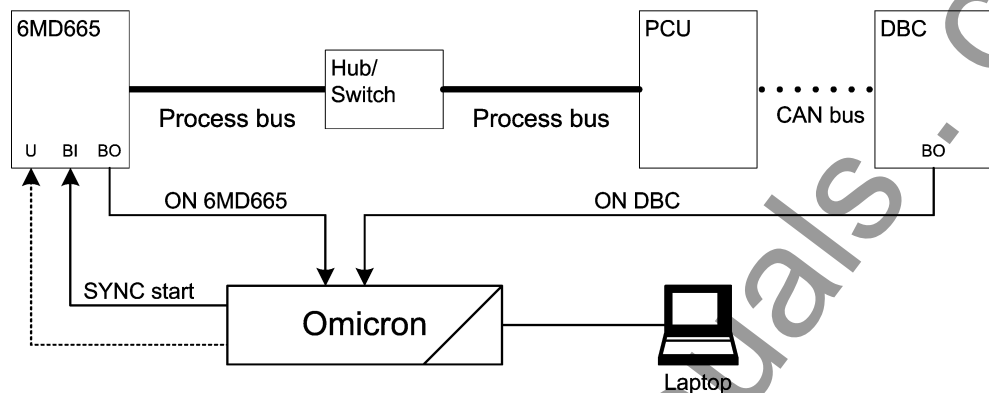 6MD665
PCU
DBC
Hub/
Switch
Process bus
Process bus
CAN bus
U
BI
BO
BO
ON 6MD665
ON DBC
SYNC start
Omicron
Laptop